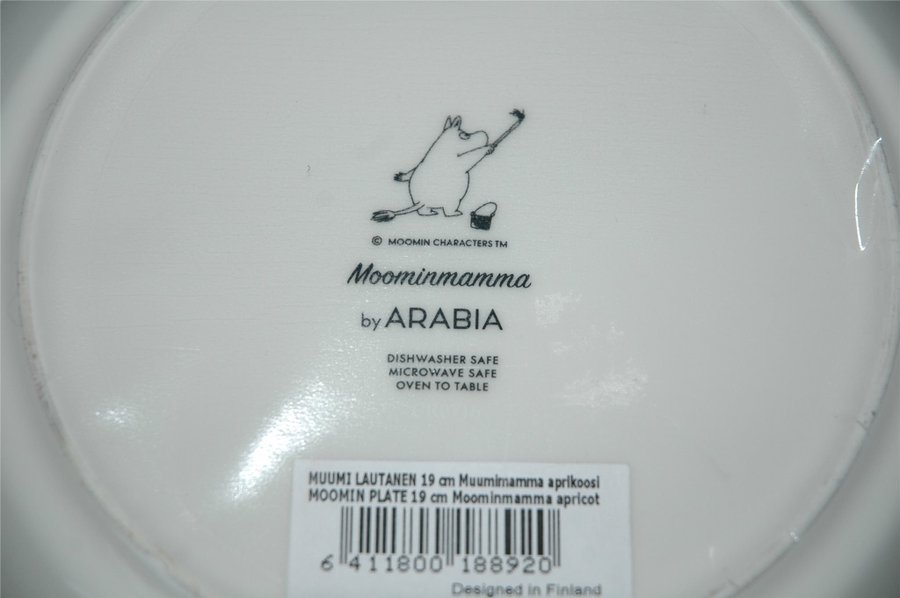 © MOOMIN CHARACTERS TM
Moominmamma
by ARABIA
DISHWASHER SAFE
MICROWAVE SAFE
OVEN TO TABLE
MUUMI LAUTANEN 19 cm Muumimamma aprikoosi
MOOMIN PLATE 19 cm Moominmamma apricot
6 411800 188920
Designed in Finland